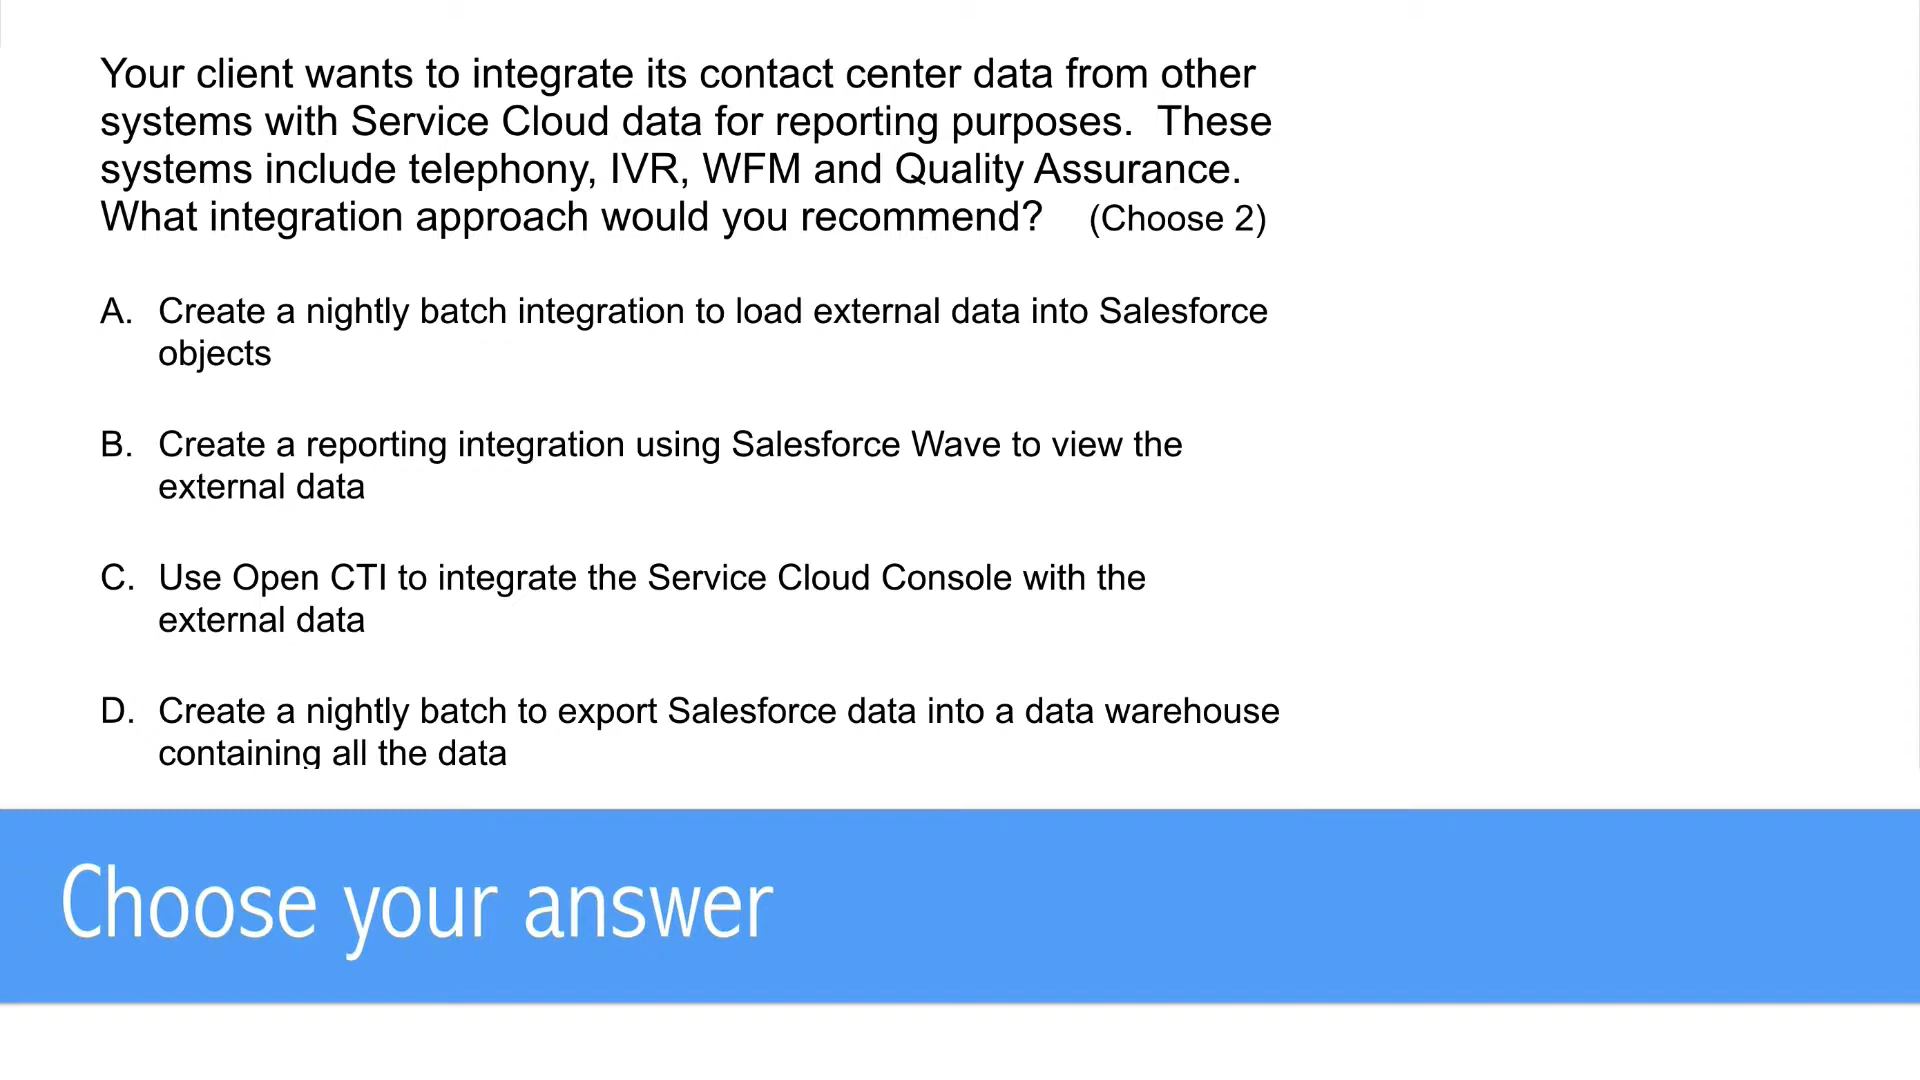 Your client wants to integrate its contact center data from other
systems with Service Cloud data for reporting purposes.  These
systems include telephony, IVR, WFM and Quality Assurance.
What integration approach would you recommend?    (Choose 2)
A. Create a nightly batch integration to load external data into Salesforce
objects
B. Create a reporting integration using Salesforce Wave to view the
external data
C. Use Open CTI to integrate the Service Cloud Console with the
external data
D. Create a nightly batch to export Salesforce data into a data warehouse
containing all the data
Choose your answer